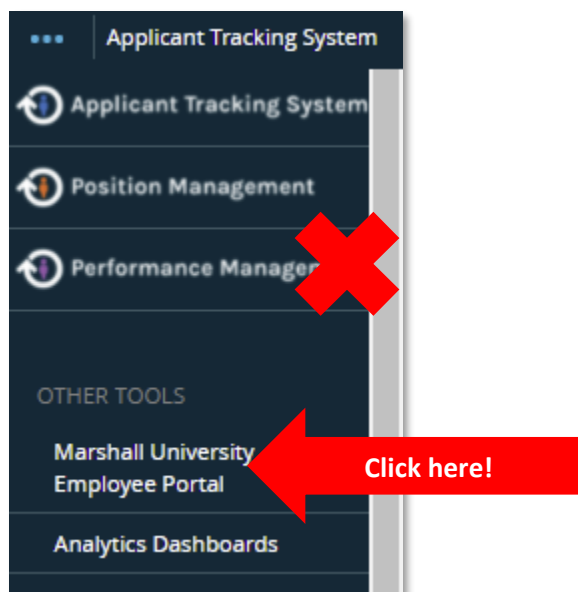 Applicant Tracking System
Applicant Tracking System
Position Management
Performance Manage
OTHER TOOLS
Marshall University
Employee Portal
Click here!
Analytics Dashboards